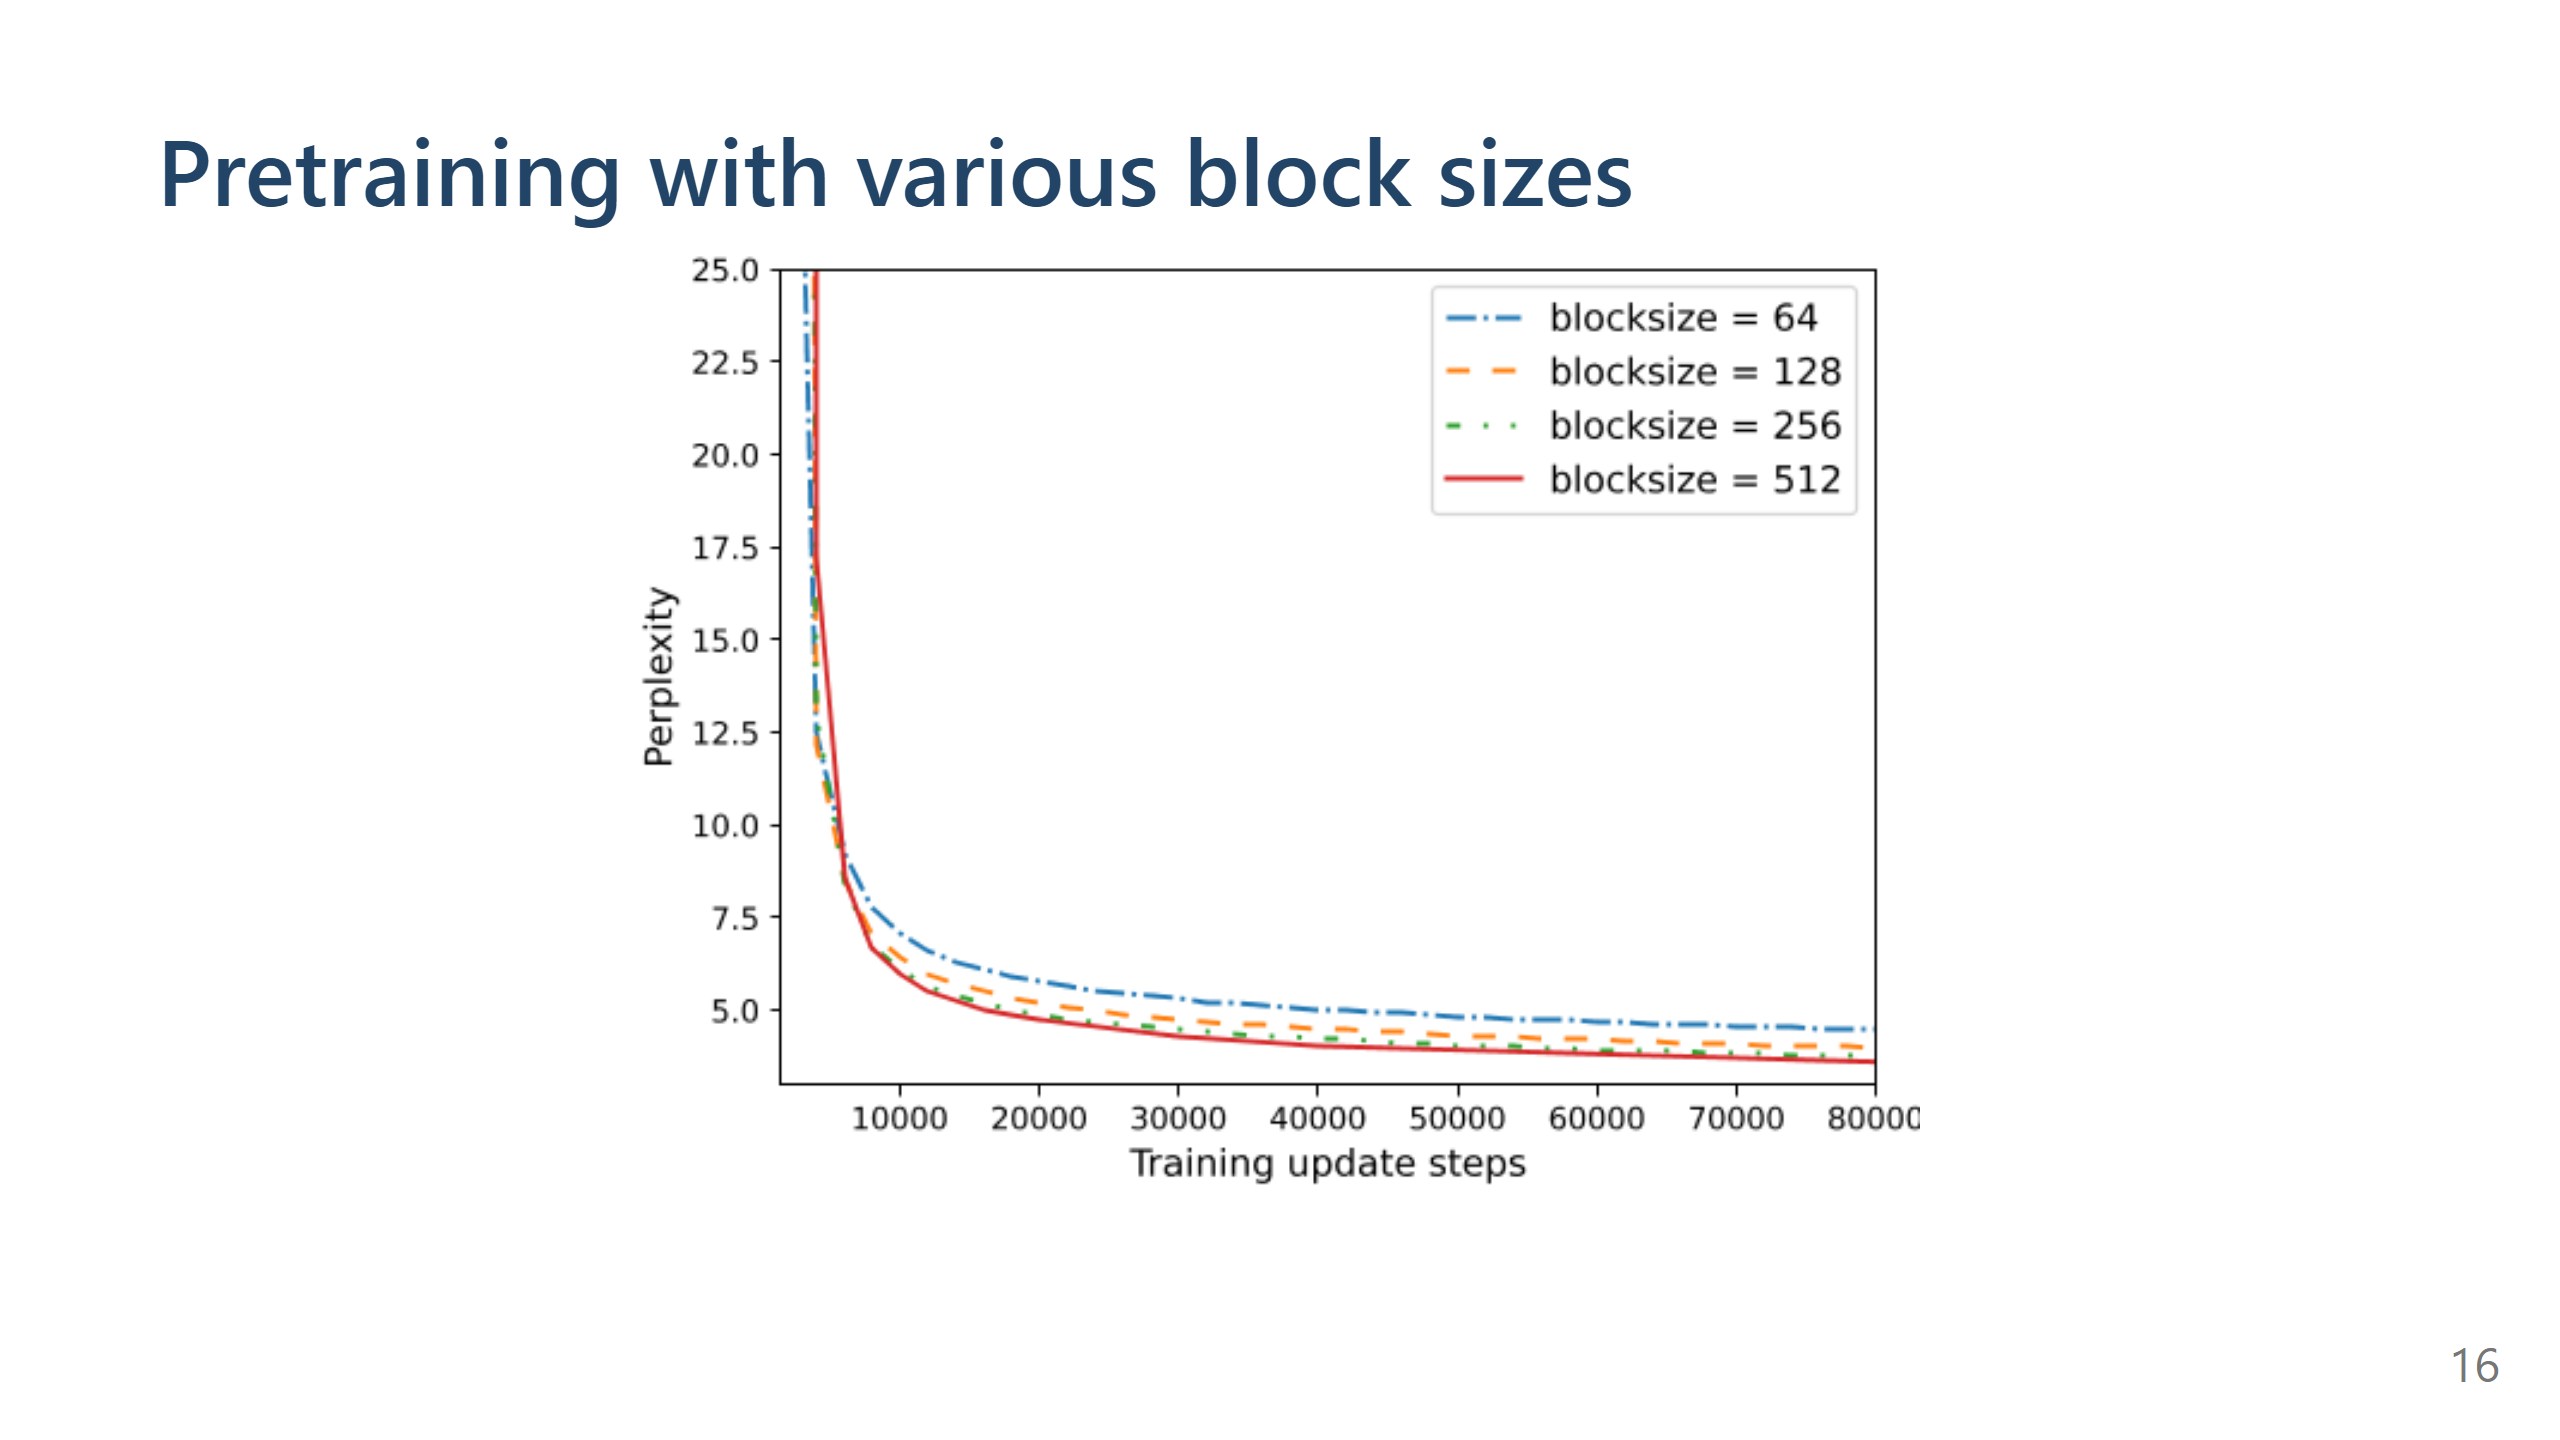 Pretraining with various block sizes
25.0
22.5
20.0
17.5
15.0
12.5
10.0
7.5
5.0
Perplexity
blocksize = 64
blocksize = 128
blocksize = 256
blocksize = 512
10000 20000 30000 40000 50000 60000 70000 80000
Training update steps
16